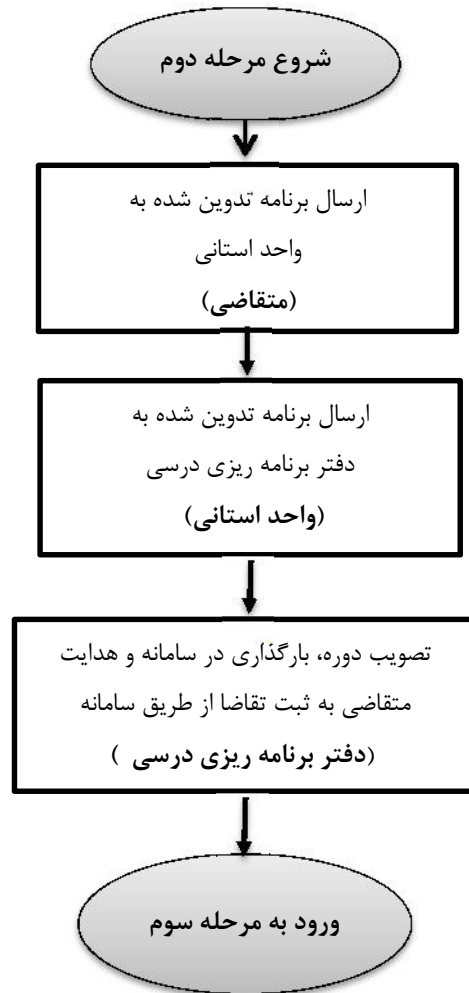 شروع مرحله دوم
ارسال برنامه تدوین شده به
واحد استانی
(متقاضی)
ارسال برنامه تدوین شده به
دفتر برنامه ریزی درسی
(واحد استانی)
تصویب دوره، بارگذاری در سامانه و هدایت
متقاضی به ثبت تقاضا از طریق سامانه
(دفتر برنامه ریزی درسی )
ورود به مرحله سوم